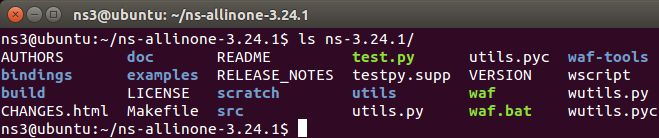 ns3@ubuntu: ~/ns-allinone-3.24.1
ns3@ubuntu:~/ns-allinone-3.24.1$ ls ns-3.24.1/
AUTHORS doc README test.py utils.pyc waf-tools
bindings examples RELEASE_NOTES testpy.supp VERSION wscript
build LICENSE scratch utils waf wutils.py
CHANGES.html Makefile src utils.py waf.bat wutils.pyc
ns3@ubuntu:~/ns-allinone-3.24.1$